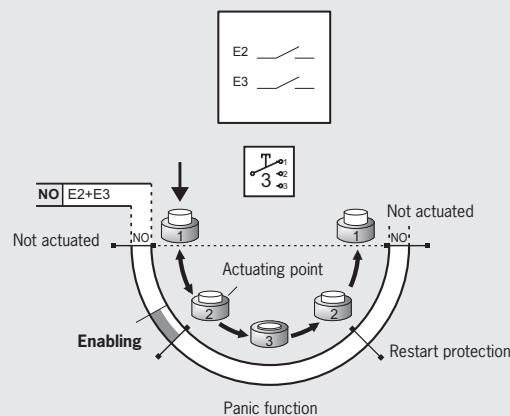 E2
E3
1
2
3
3
NO E2+E3
Not actuated
Not actuated
NO
1
1
NO
Actuating point
2
2
3
Enabling
Restart protection
Panic function